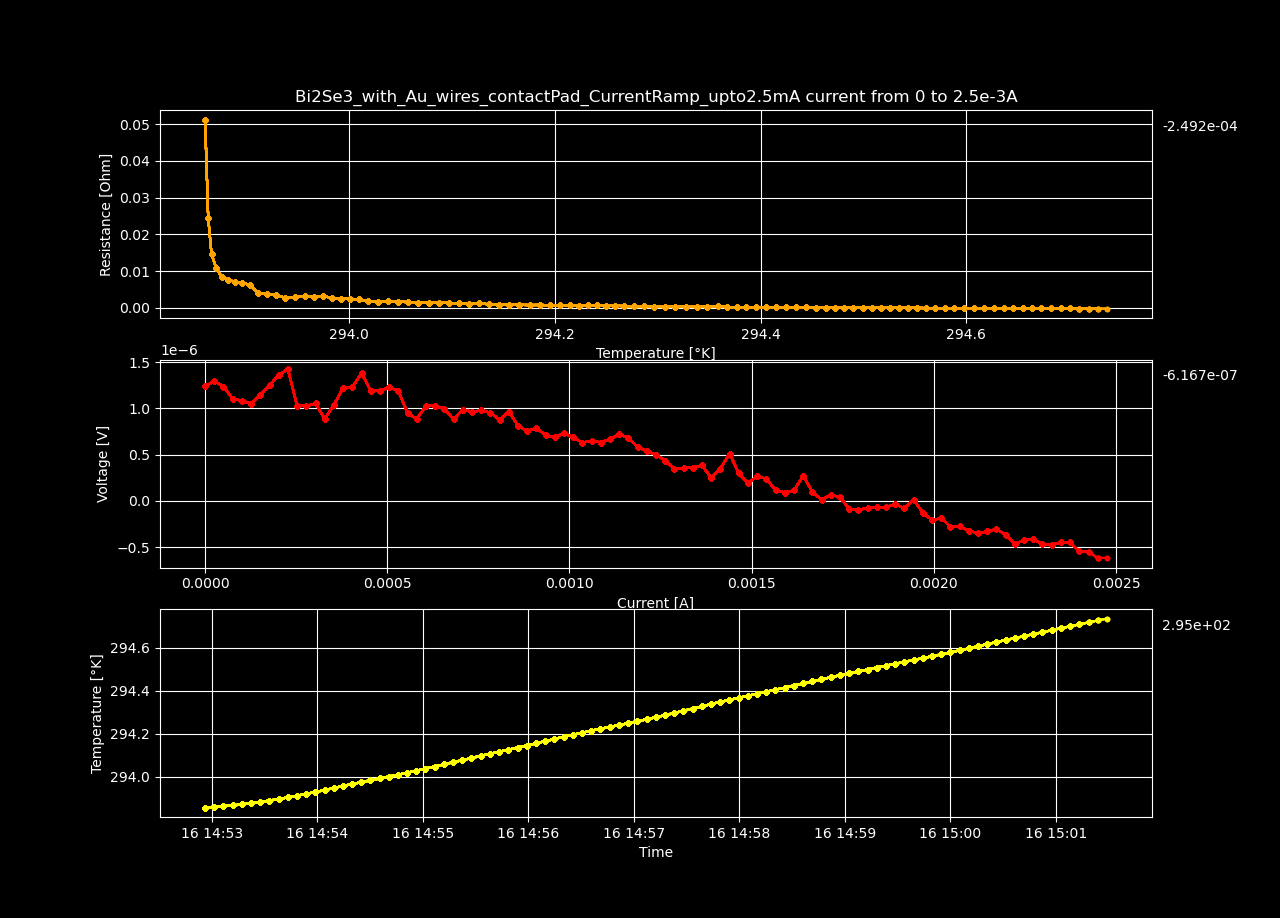 Bi2Se3_with_Au_wires_contactPad_CurrentRamp_upto2.5mA current from 0 to 2.5e-3A
-2.492e-04
Resistance [Ohm]
0.05
0.04
0.03
0.02
0.01
0.00
294.0 294.2 294.4 294.6
Temperature [°K]
1e−6
-6.167e-07
Voltage [V]
1.5
1.0
0.5
0.0
−0.5
0.0000 0.0005 0.0010 0.0015 0.0020 0.0025
Current [A]
2.95e+02
Temperature [°K]
294.6
294.4
294.2
294.0
16 14:53 16 14:54 16 14:55 16 14:56 16 14:57 16 14:58 16 14:59 16 15:00 16 15:01
Time